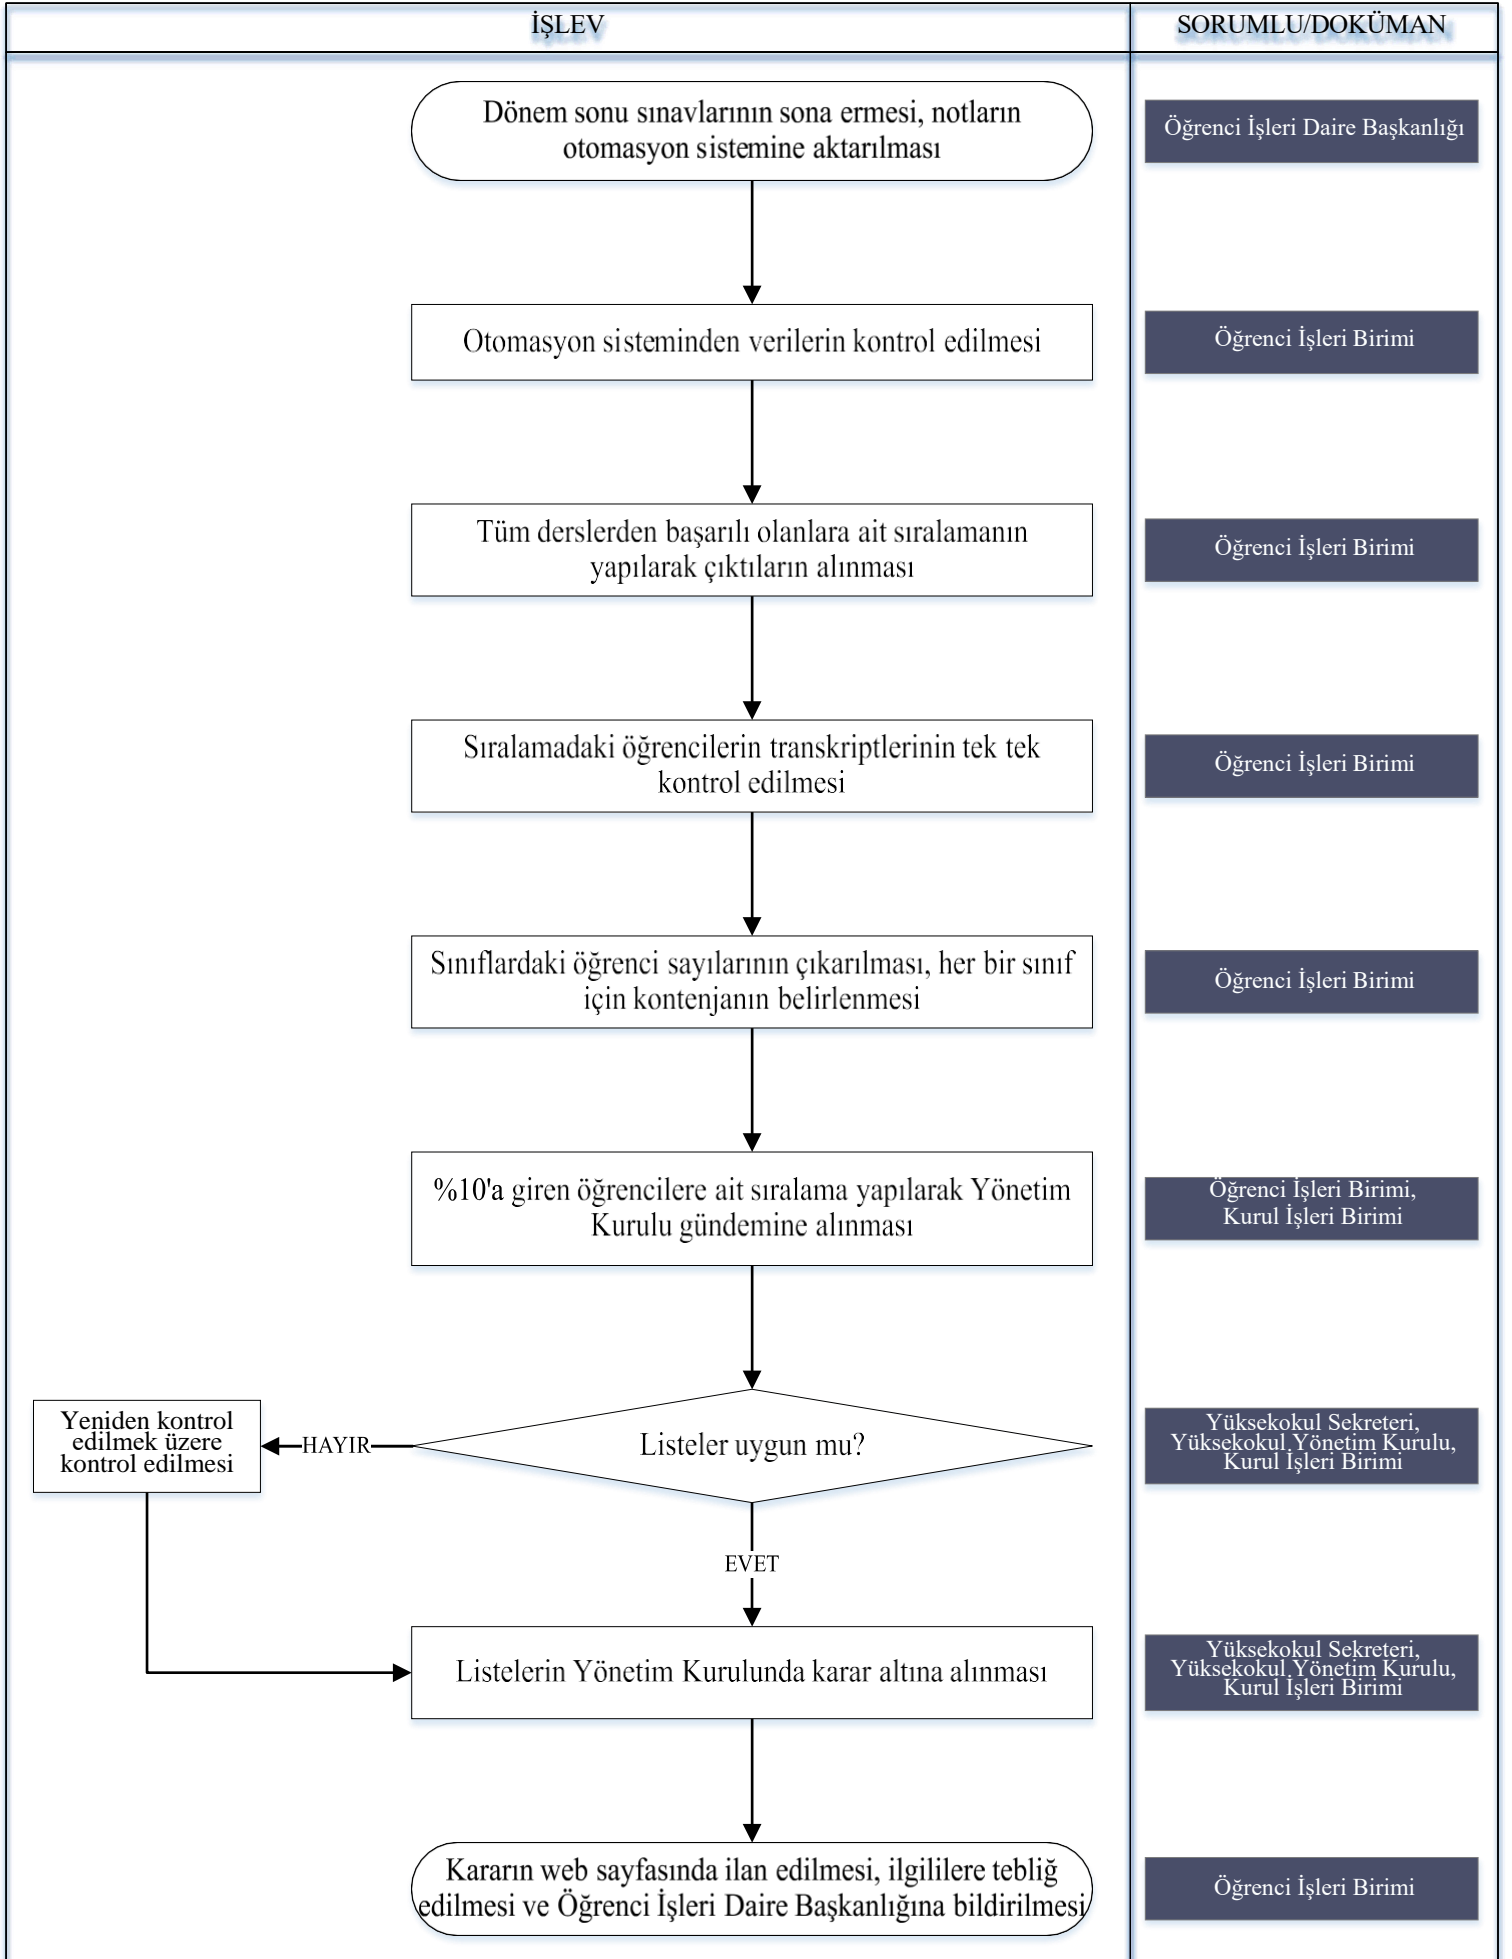 İŞLEV
SORUMLU/DOKÜMAN
Dönem sonu sınavlarının sona ermesi, notların
otomasyon sistemine aktarılması
Öğrenci İşleri Daire Başkanlığı
Otomasyon sisteminden verilerin kontrol edilmesi
Öğrenci İşleri Birimi
Tüm derslerden başarılı olanlara ait sıralamanın
yapılarak çıktıların alınması
Öğrenci İşleri Birimi
Sıralamadaki öğrencilerin transkriptlerinin tek tek
kontrol edilmesi
Öğrenci İşleri Birimi
Sınıflardaki öğrenci sayılarının çıkarılması, her bir sınıf
için kontenjanın belirlenmesi
Öğrenci İşleri Birimi
%10'a giren öğrencilere ait sıralama yapılarak Yönetim
Kurulu gündemine alınması
Öğrenci İşleri Birimi,
Kurul İşleri Birimi
Yeniden kontrol
edilmek üzere
kontrol edilmesi
HAYIR
Listeler uygun mu?
Yüksekokul Sekreteri,
Yüksekokul Yönetim Kurulu,
Kurul İşleri Birimi
EVET
Listelerin Yönetim Kurulunda karar altına alınması
Yüksekokul Sekreteri,
Yüksekokul Yönetim Kurulu,
Kurul İşleri Birimi
Kararın web sayfasında ilan edilmesi, ilgililere tebliğ
edilmesi ve Öğrenci İşleri Daire Başkanlığına bildirilmesi
Öğrenci İşleri Birimi